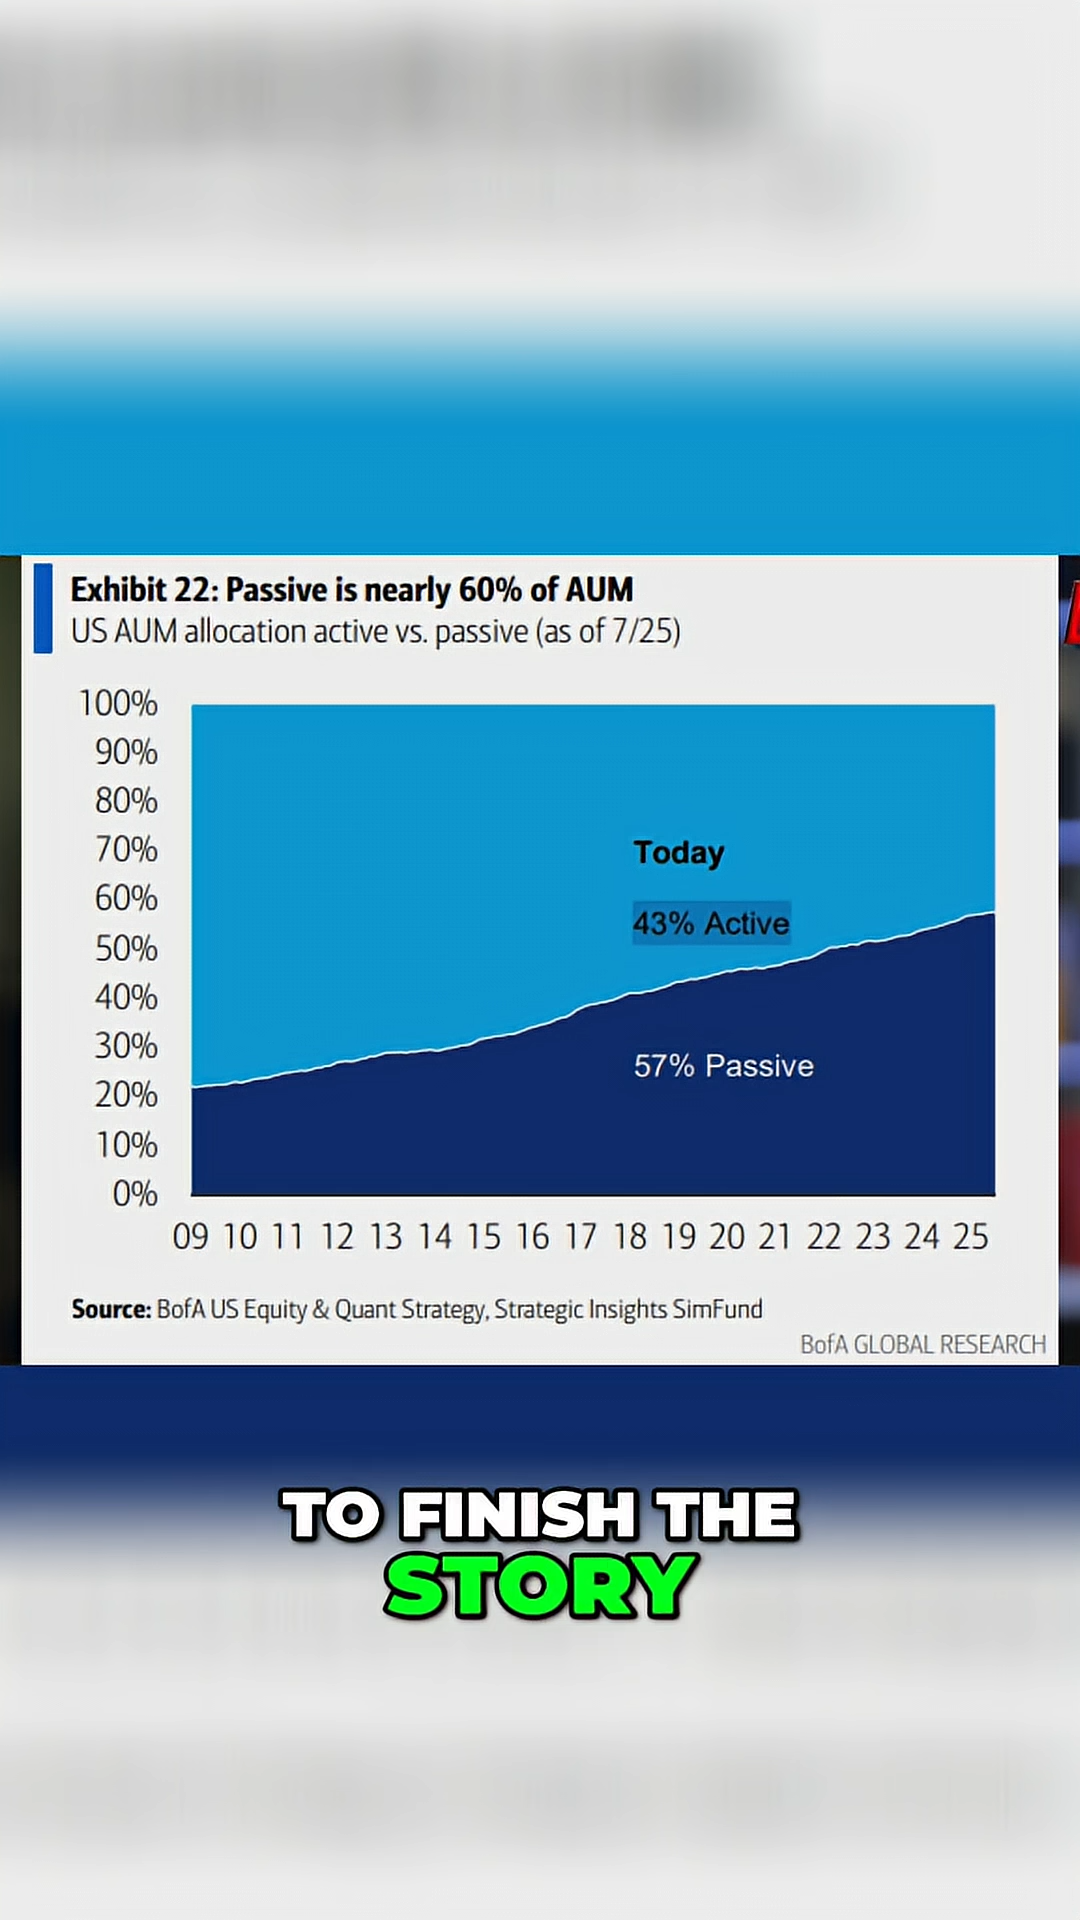 Exhibit 22: Passive is nearly 60% of AUM
US AUM allocation active vs. passive (as of 7/25)
100%
90%
80%
70%
60%
50%
40%
30%
20%
10%
0%
Today
43% Active
57% Passive
09 10 11 12 13 14 15 16 17 18 19 20 21 22 23 24 25
Source: BofA US Equity & Quant Strategy, Strategic Insights SimFund
BofA GLOBAL RESEARCH
TO FINISH THE
STORY